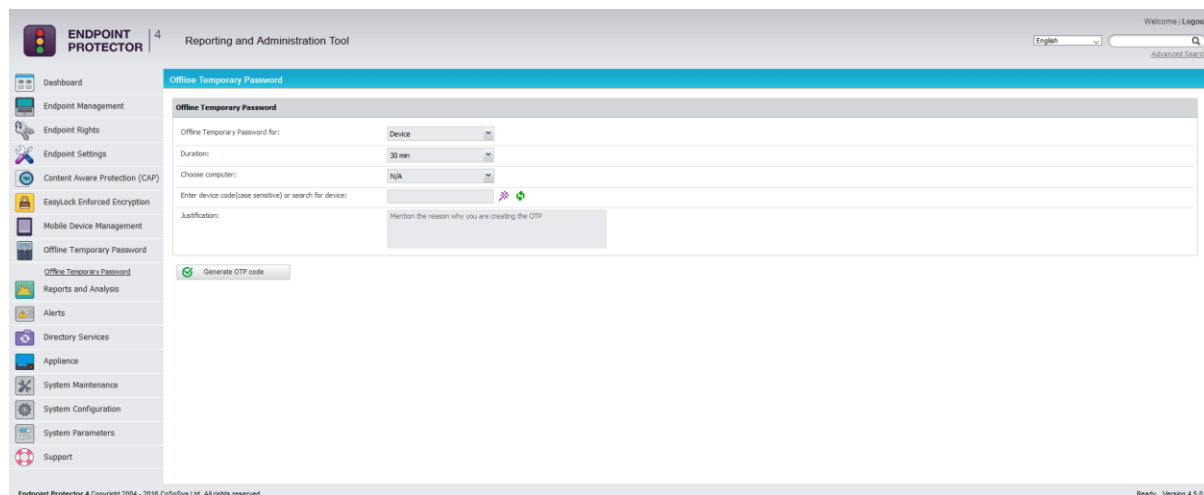 Welcome | Logou
ENDPOINT PROTECTOR 4
Reporting and Administration Tool
English
Advanced Searc
Dashboard
Endpoint Management
Endpoint Rights
Endpoint Settings
Content Aware Protection (CAP)
EasyLock Enforced Encryption
Mobile Device Management
Offline Temporary Password
Offline Temporary Password
Reports and Analysis
Alerts
Directory Services
Appliance
System Maintenance
System Configuration
System Parameters
Support
Offline Temporary Password
Offline Temporary Password
Offline Temporary Password for: Device
Duration: 30 min
Choose computer: N/A
Enter device code(case sensitive) or search for device:
Justification: Mention the reason why you are creating the OTP
Generate OTP code
Endpoint Protector 4 Copyright 2004 - 2016 CoSoSys Ltd. All rights reserved.
Ready Version 4.5.0